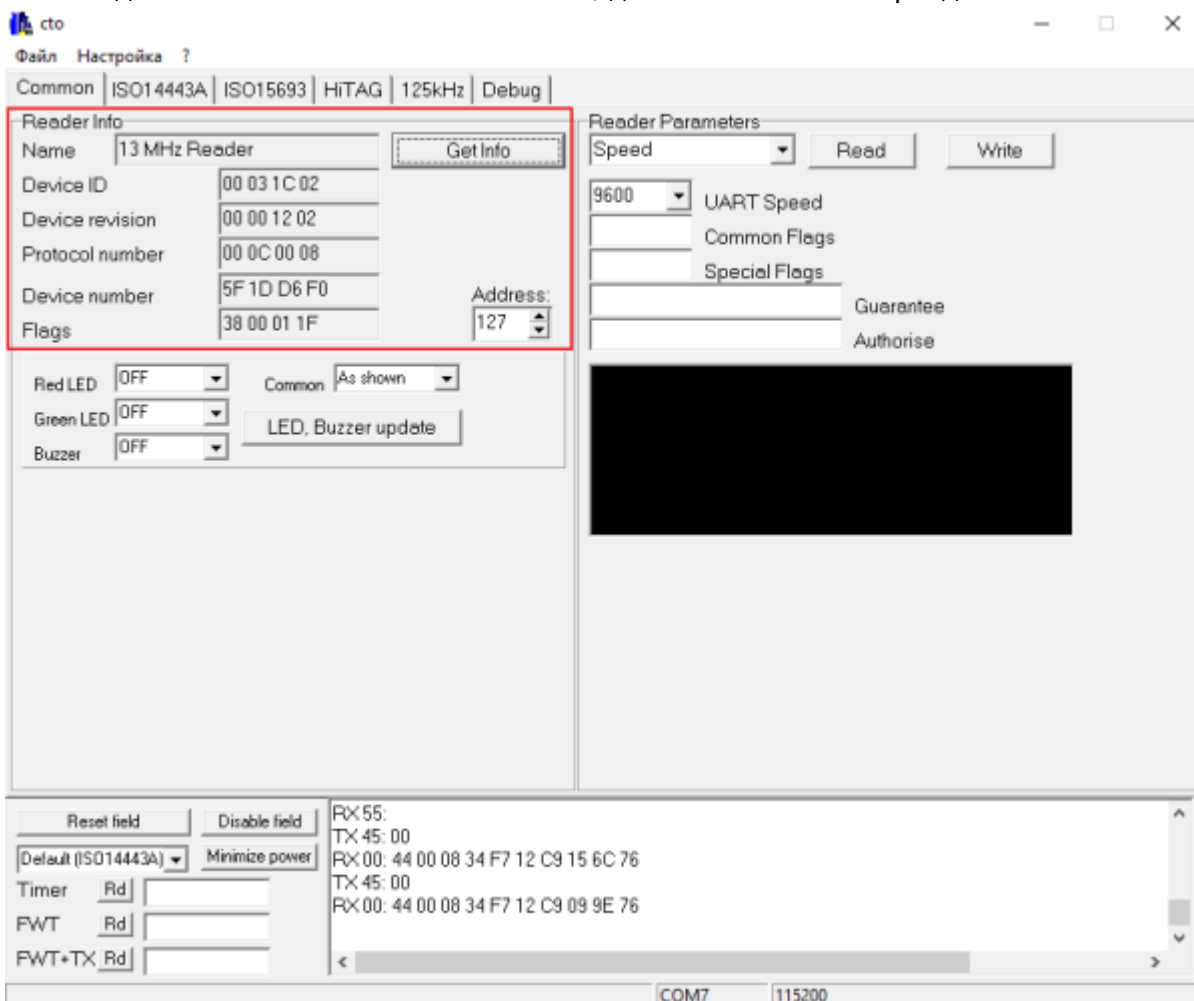 cto
Файл Настройка ?
Common ISO14443A ISO15693 HiTAG 125kHz Debug
Reader Info
Name 13 MHz Reader Get Info
Device ID 00 03 1C 02
Device revision 00 00 12 02
Protocol number 00 0C 00 08
Device number 5F 1D D6 F0 Address:
Flags 38 00 01 1F 127
Red LED OFF Common As shown
Green LED OFF LED, Buzzer update
Buzzer OFF
Reader Parameters
Speed Read Write
9600 UART Speed
Common Flags
Special Flags
Guarantee
Authorise
Reset field Disable field
Default (ISO14443A) Minimize power
Timer Rd
FWT Rd
FWT+TX Rd
RX 55:
TX 45: 00
RX 00: 44 00 08 34 F7 12 C9 15 6C 76
TX 45: 00
RX 00: 44 00 08 34 F7 12 C9 09 9E 76
COM7 115200